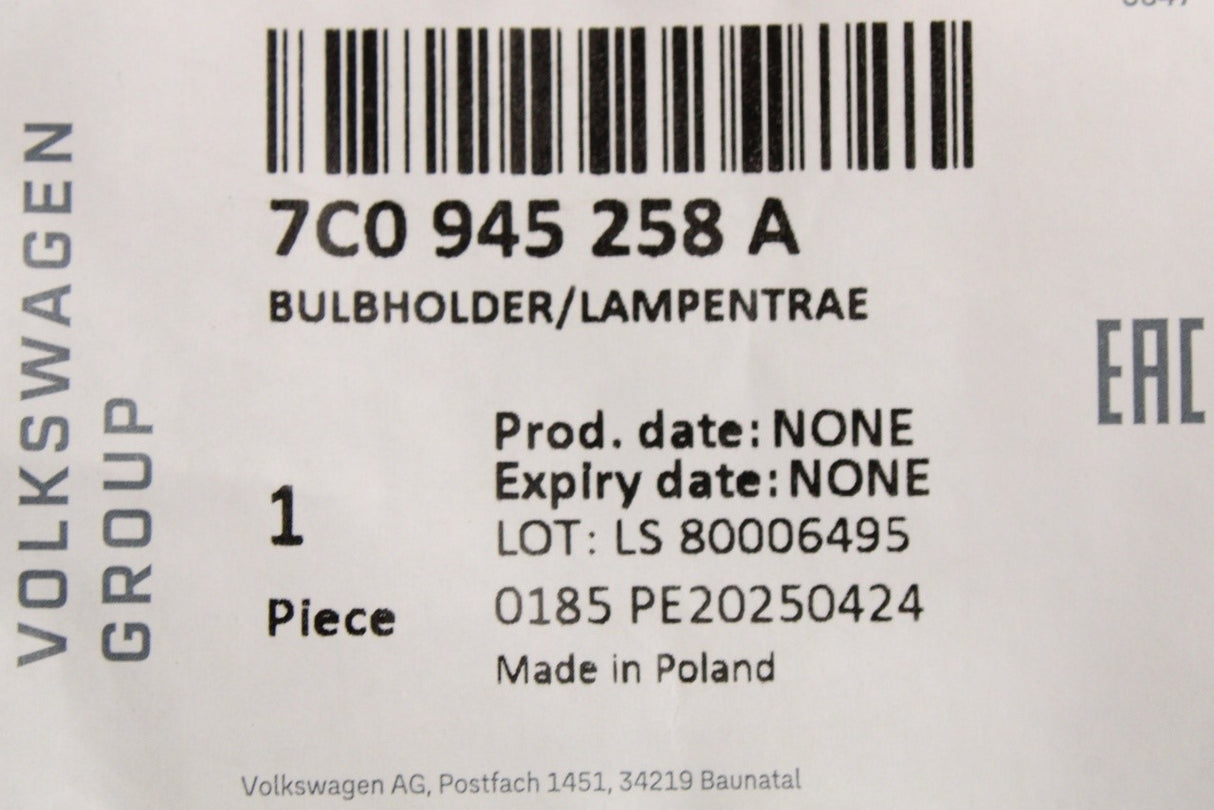 7C0 945 258 A
BULBHOLDER/LAMPENTRAE
EAC
Prod. date: NONE
Expiry date: NONE
1
LOT: LS 80006495
Piece
0185 PE20250424
Made in Poland
Volkswagen AG, Postfach 1451, 34219 Baunatal
VOLKSWAGEN
GROUP